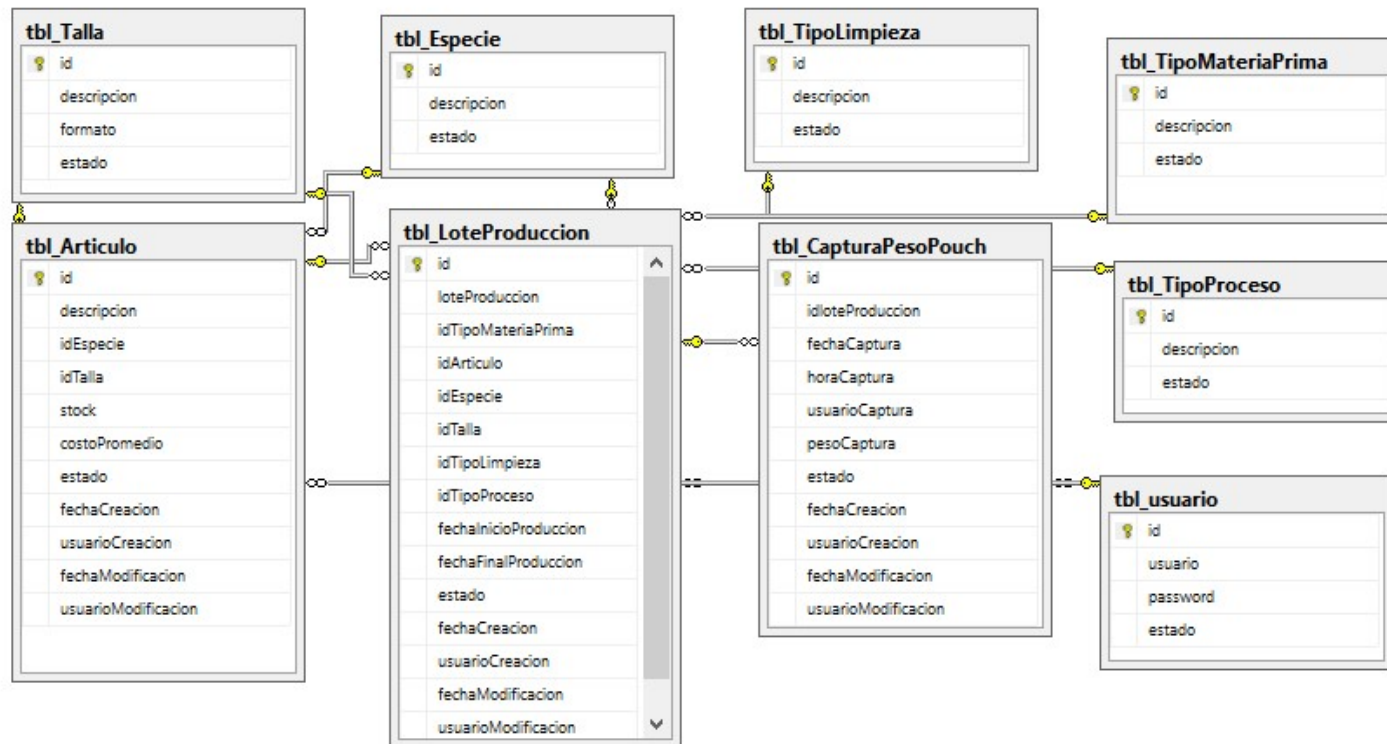 tbl_Talla
id
descripcion
formato
estado
tbl_Especie
id
descripcion
estado
tbl_TipoLimpieza
id
descripcion
estado
tbl_TipoMateriaPrima
id
descripcion
estado
tbl_Articulo
id
descripcion
idEspecie
idTalla
stock
costoPromedio
estado
fechaCreacion
usuarioCreacion
fechaModificacion
usuarioModificacion
tbl_LoteProduccion
id
loteProduccion
idTipoMateriaPrima
idArticulo
idEspecie
idTalla
idTipoLimpieza
idTipoProceso
fechaInicioProduccion
fechaFinalProduccion
estado
fechaCreacion
usuarioCreacion
fechaModificacion
usuarioModificacion
tbl_CapturaPesoPouch
id
idloteProduccion
fechaCaptura
horaCaptura
usuarioCaptura
pesoCaptura
estado
fechaCreacion
usuarioCreacion
fechaModificacion
usuarioModificacion
tbl_TipoProceso
id
descripcion
estado
tbl_usuario
id
usuario
password
estado